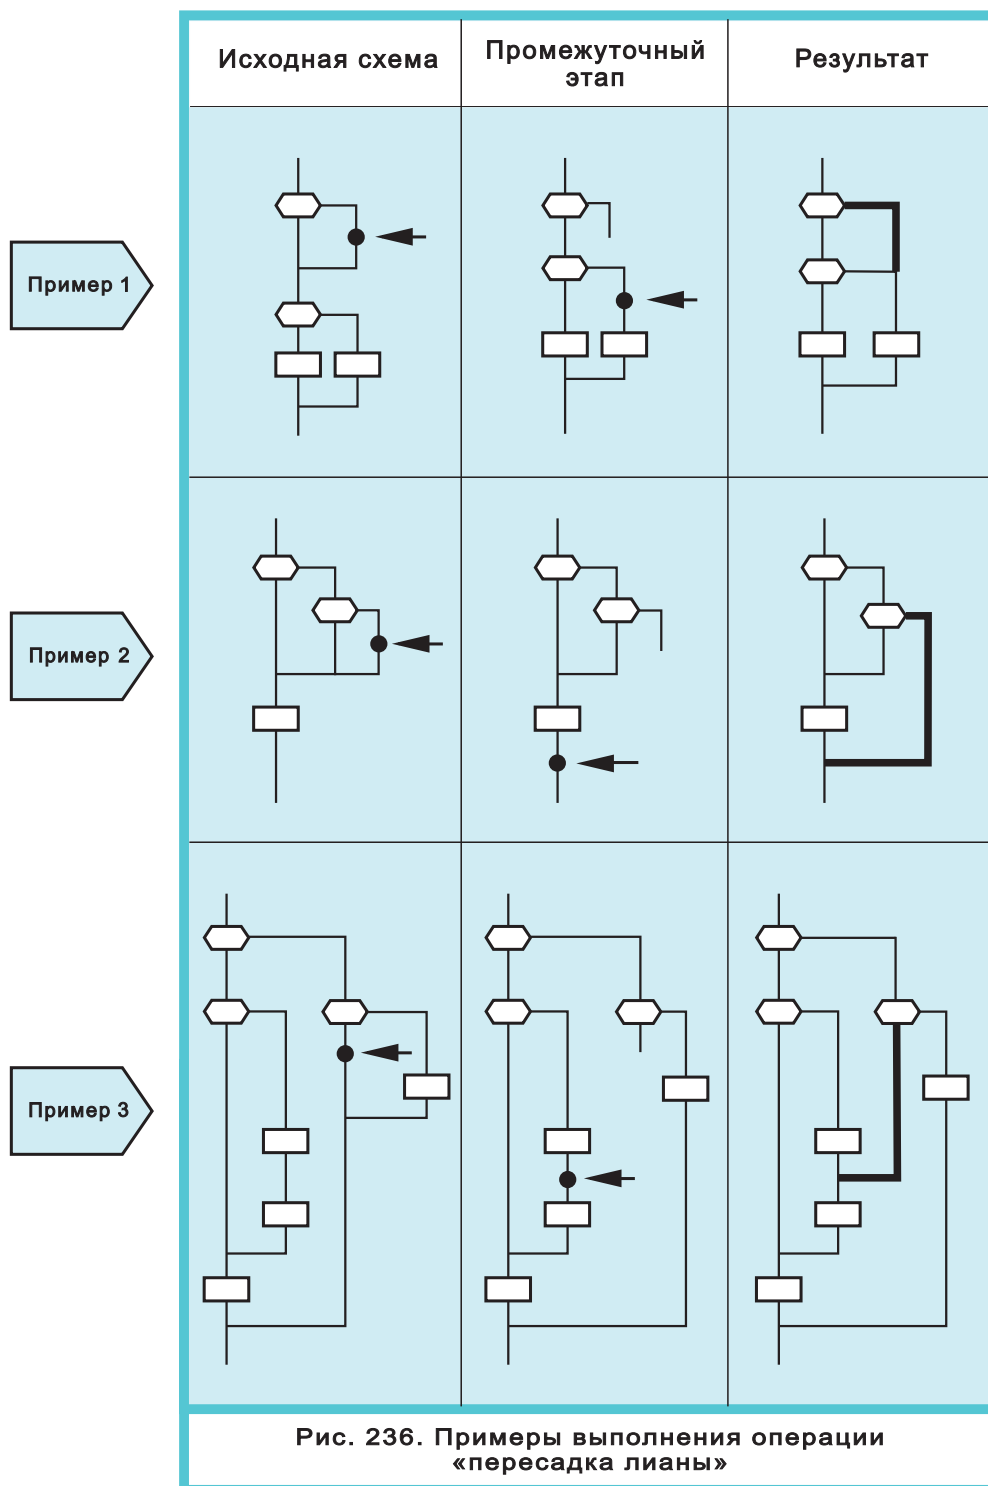 Исходная схема
Промежуточный
этап
Результат
Пример 1
Пример 2
Пример 3
Рис. 236. Примеры выполнения операции
«пересадка лианы»